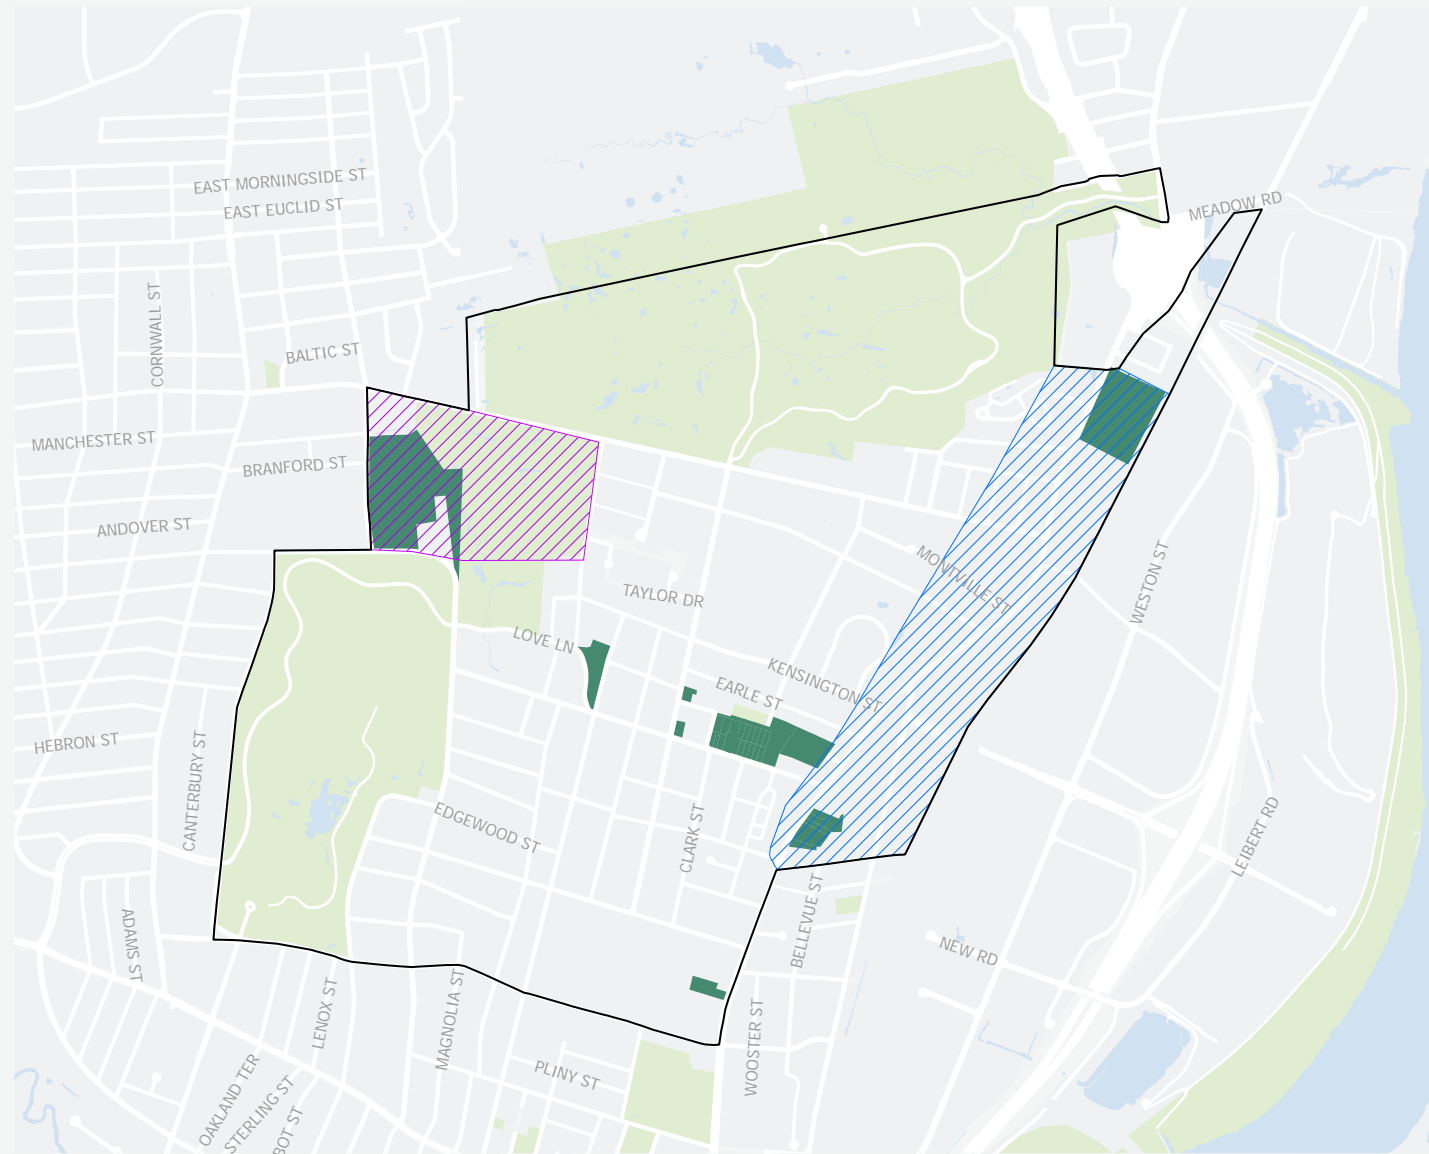 EAST MORNINGSIDE ST
EAST EUCLID ST
MEADOW RD
CORNWALL ST
BALTIC ST
MANCHESTER ST
BRANFORD ST
ANDOVER ST
MONTVILLE ST
WESTON ST
TAYLOR DR
LOVE LN
KENSINGTON ST
EARLE ST
HEBRON ST
CANTERBURY ST
EDGEWOOD ST
CLARK ST
LEIBERT RD
BELLEVUE ST
ADAMS ST
NEW RD
LENOX ST
MAGNOLIA ST
WOOSTER ST
PLINY ST
OAKLAND TER
STERLING ST
BOT ST